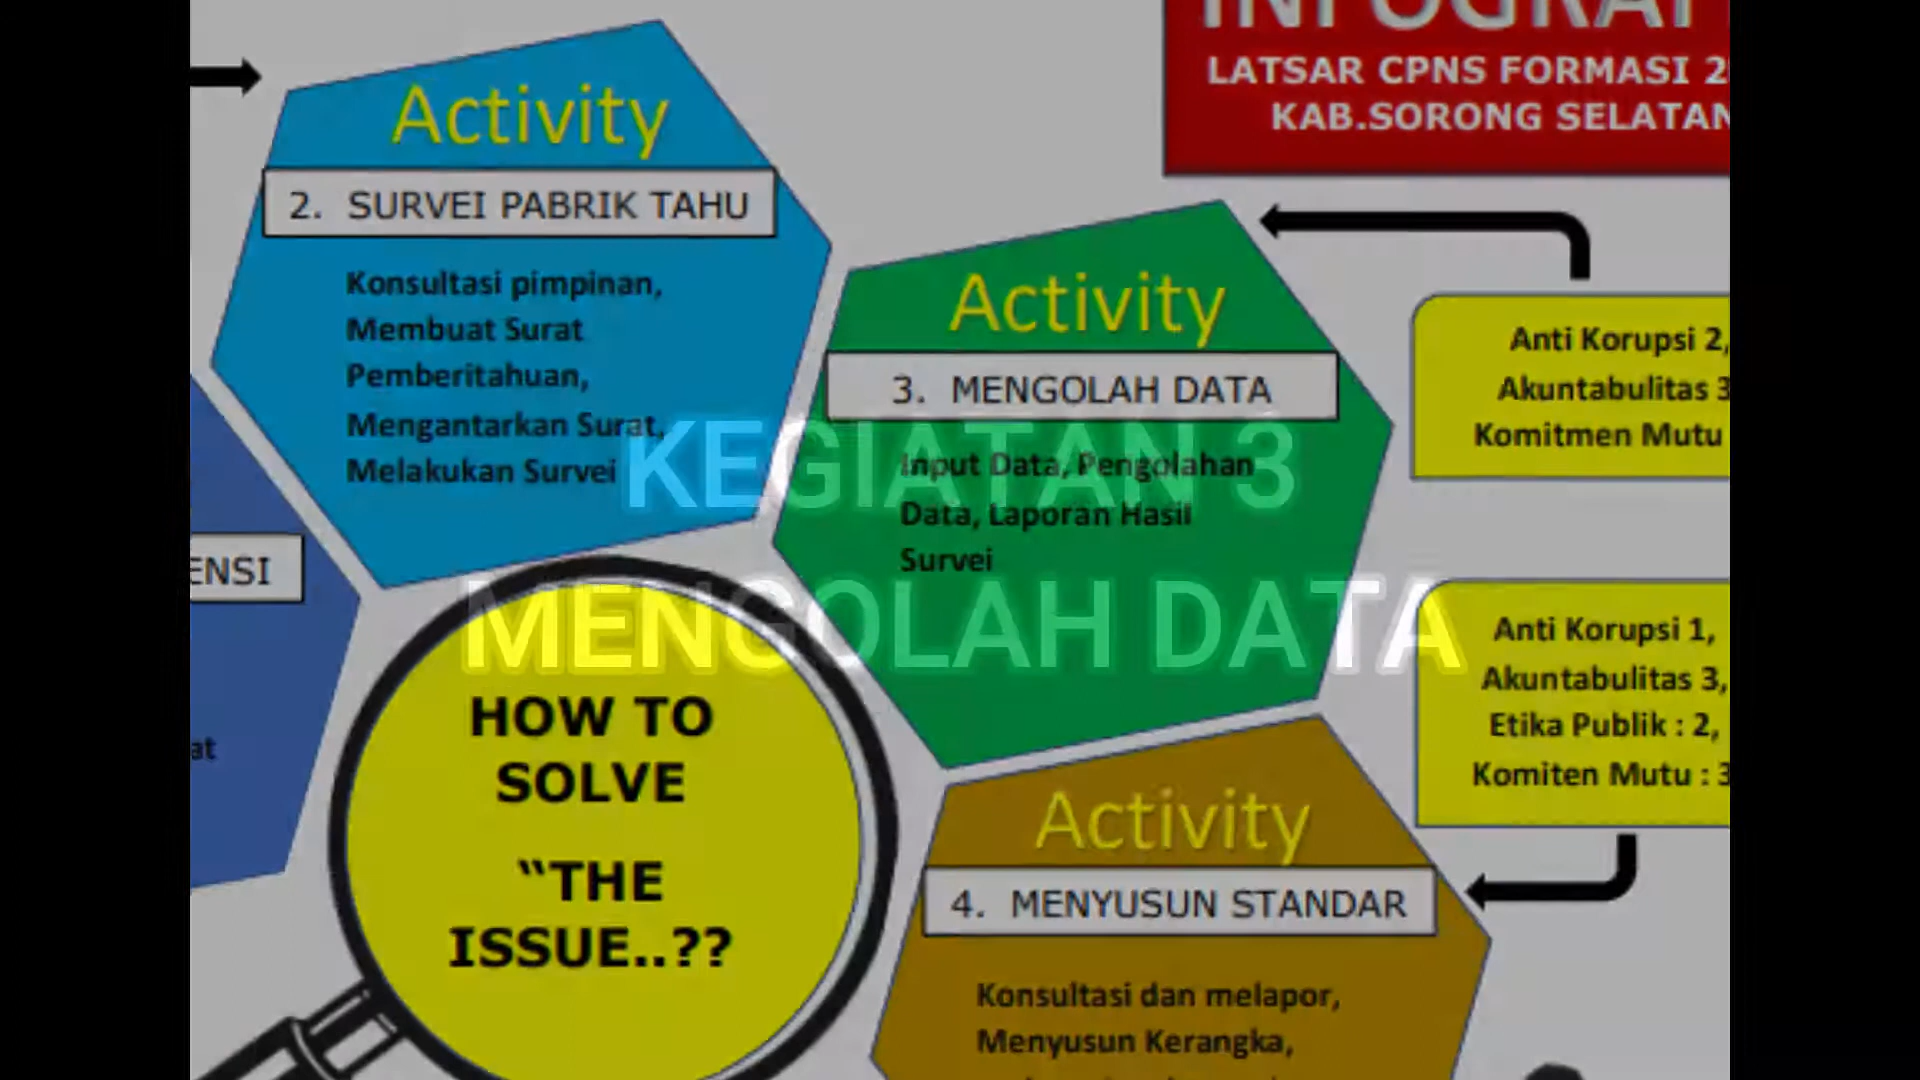 INFOGRAF
LATSAR CPNS FORMASI 2
KAB.SORONG SELATAN
Activity
2. SURVEI PABRIK TAHU
Konsultasi pimpinan,
Membuat Surat
Pemberitahuan,
Mengantarkan Surat,
Melakukan Survei
Activity
3. MENGOLAH DATA
Input Data, Pengolahan
Data, Laporan Hasil
Survei
KEGIATAN 3
MENGOLAH DATA
Anti Korupsi 2,
Akuntabulitas 3
Komitmen Mutu
ENSI
at
HOW TO
SOLVE
“THE
ISSUE..??
Anti Korupsi 1,
Akuntabulitas 3,
Etika Publik : 2,
Komiten Mutu : 3
Activity
4. MENYUSUN STANDAR
Konsultasi dan melapor,
Menyusun Kerangka,